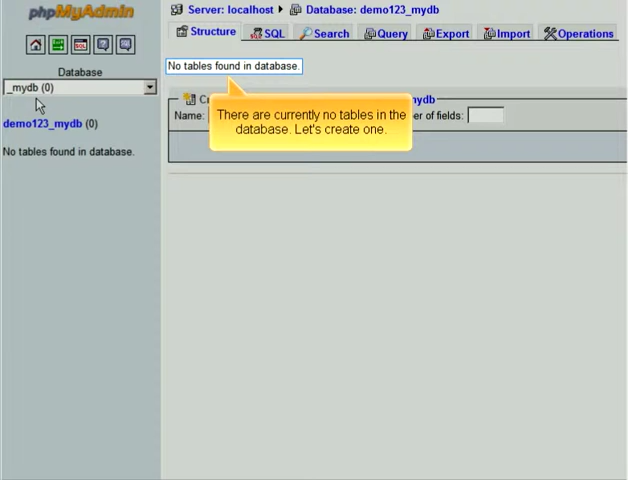 phpMyAdmin
Server: localhost Database: demo123_mydb
Structure SQL Search Query Export Import Operations
Database
_mydb (0)
demo123_mydb (0)
No tables found in database.
No tables found in database.
mydb
Name:
er of fields:
There are currently no tables in the
database. Let's create one.